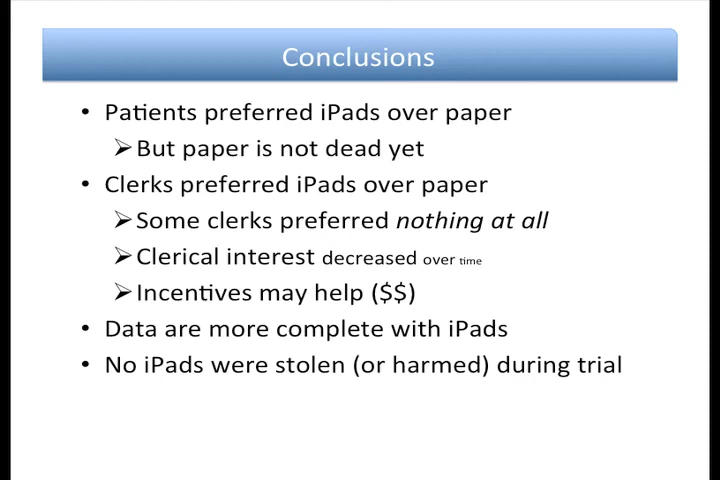 Conclusions
• Patients preferred iPads over paper
➢ But paper is not dead yet
• Clerks preferred iPads over paper
➢ Some clerks preferred nothing at all
➢ Clerical interest decreased over time
➢ Incentives may help ($$)
• Data are more complete with iPads
• No iPads were stolen (or harmed) during trial